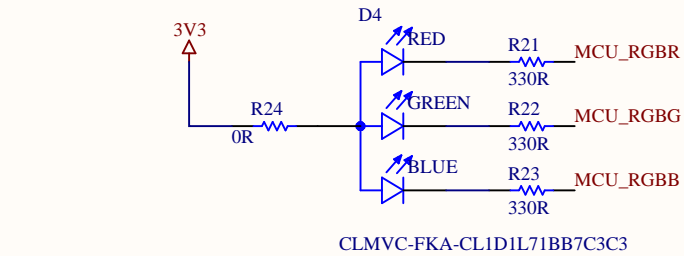 D4
3V3
RED
R21
MCU_RGBR
330R
R24
0R
GREEN
R22
MCU_RGBG
330R
BLUE
R23
MCU_RGBB
330R
CLMVC-FKA-CL1D1L71BB7C3C3